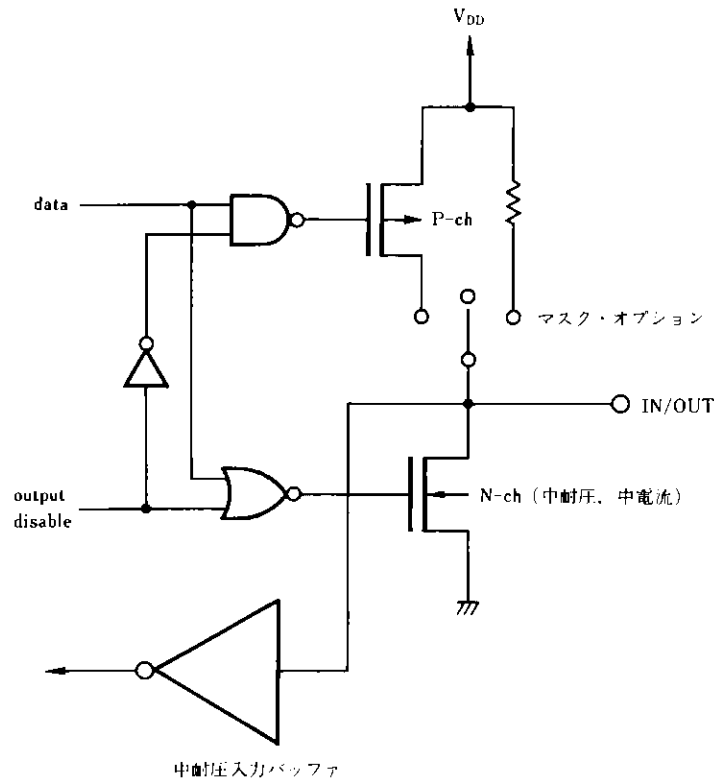 VDD
data
P-ch
マスク・オプション
IN/OUT
output
disable
N-ch (中耐圧, 中電流)
中耐圧入力バッファ